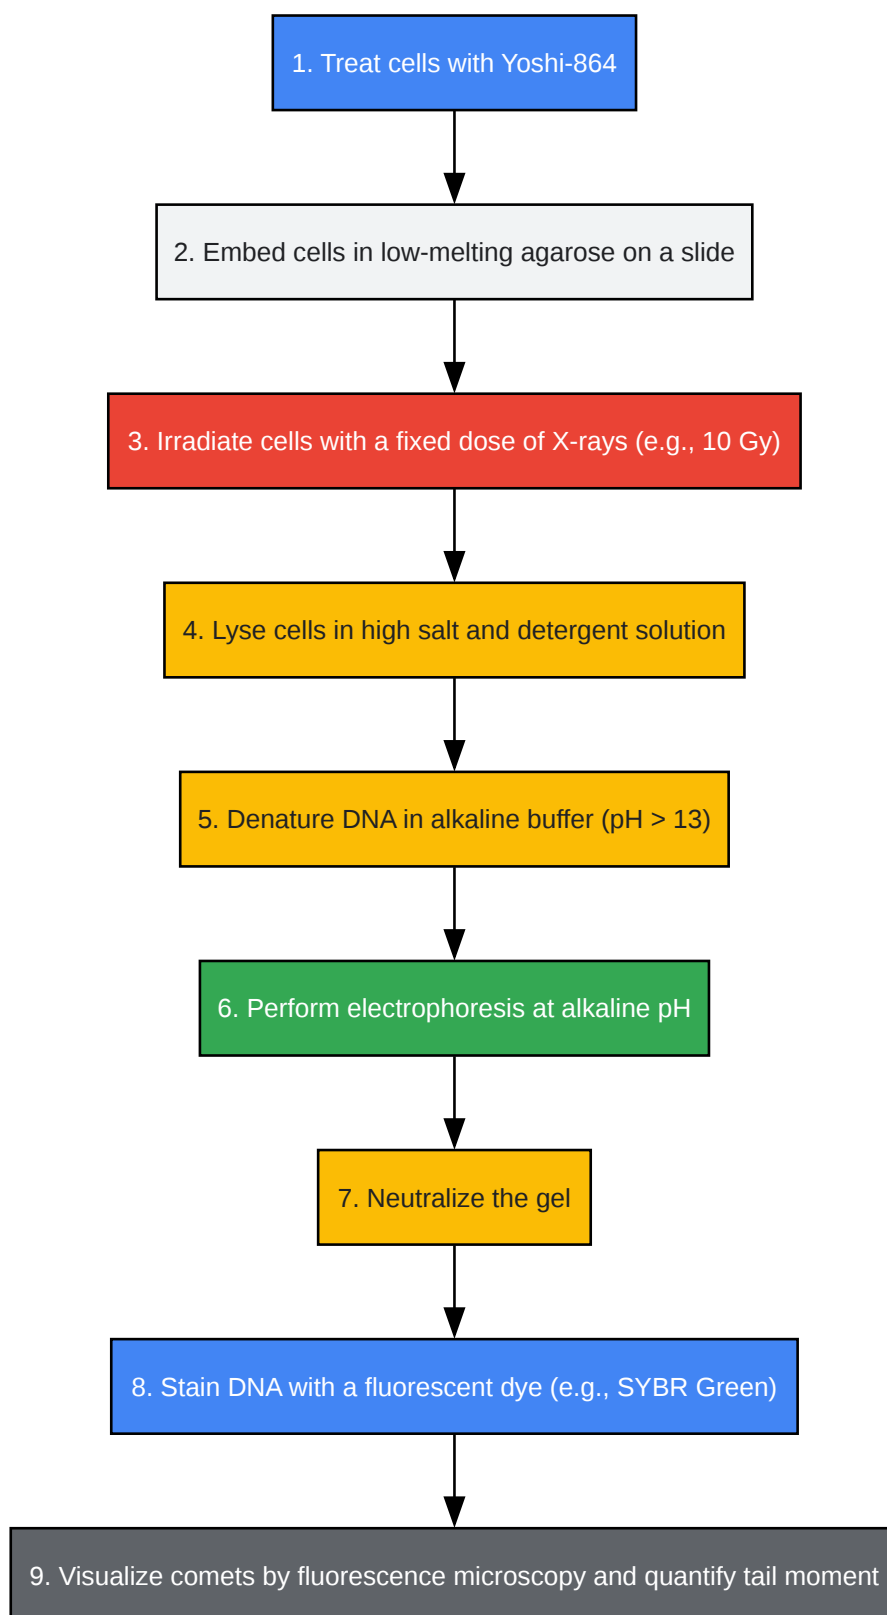 1. Treat cells with Yoshi-864
2. Embed cells in low-melting agarose on a slide
3. Irradiate cells with a fixed dose of X-rays (e.g., 10 Gy)
4. Lyse cells in high salt and detergent solution
5. Denature DNA in alkaline buffer (pH > 13)
6. Perform electrophoresis at alkaline pH
7. Neutralize the gel
8. Stain DNA with a fluorescent dye (e.g., SYBR Green)
9. Visualize comets by fluorescence microscopy and quantify tail moment